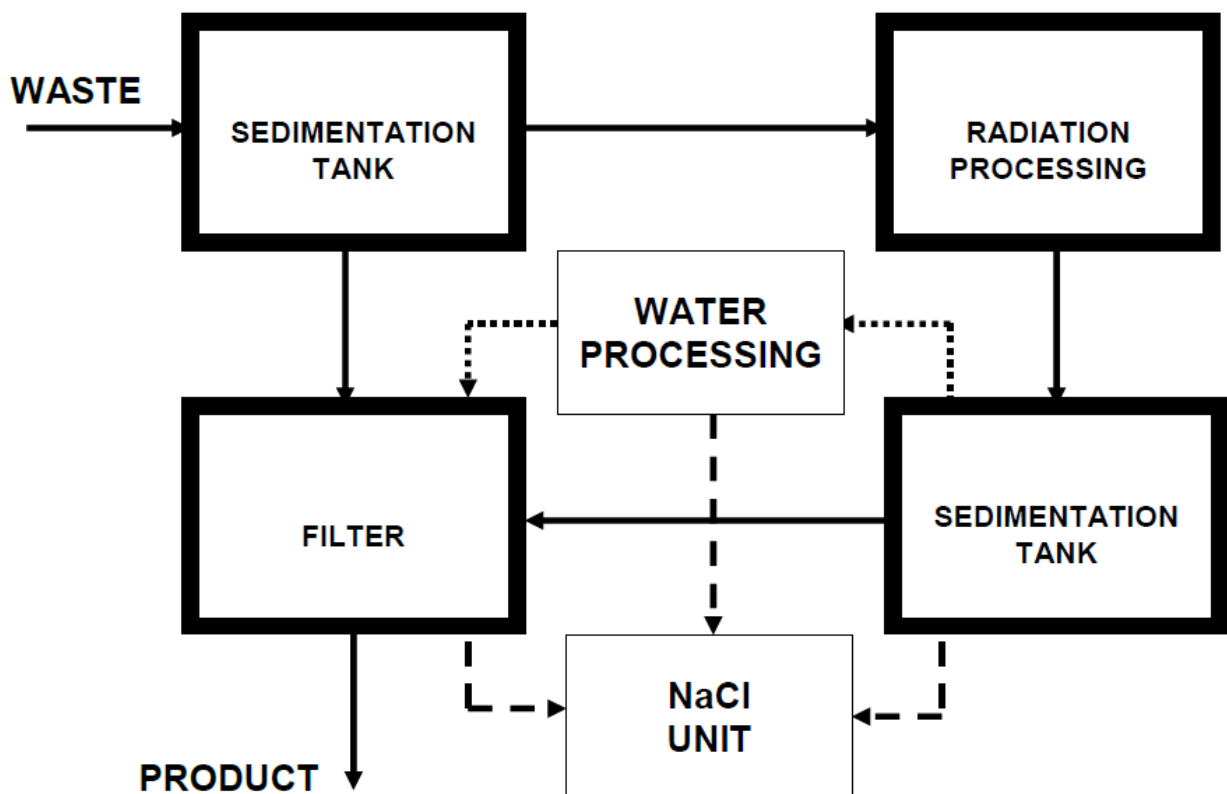 WASTE
SEDIMENTATION
TANK
RADIATION
PROCESSING
WATER
PROCESSING
FILTER
SEDIMENTATION
TANK
NaCl
UNIT
PRODUCT